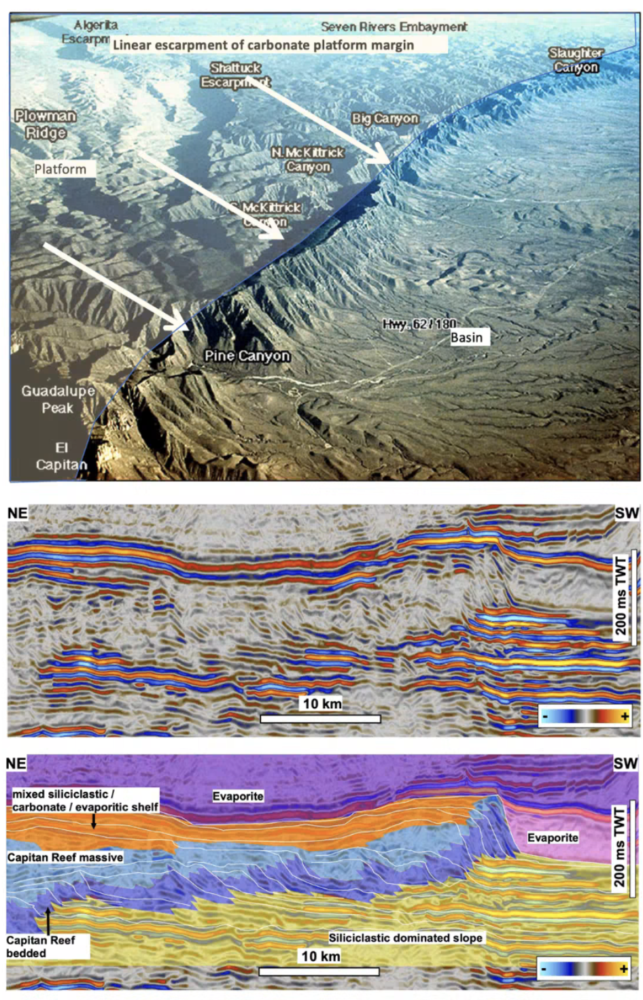 Algerita
Escarpm
Seven Rivers Embayment
Linear escarpment of carbonate platform margin
Slaughter
Canyon
Shattuck
Escarpment
Plowman
Ridge
Big Canyon
N. McKittrick
Canyon
Platform
S. McKittrick
Canyon
Hwy. 62/180
Basin
Pine Canyon
Guadalupe
Peak
El
Capitan
NE
SW
200 ms TWT
10 km
- +
NE
SW
mixed siliciclastic /
carbonate / evaporitic shelf
Evaporite
Capitan Reef massive
Evaporite
200 ms TWT
Capitan Reef
bedded
Siliciclastic dominated slope
10 km
- +